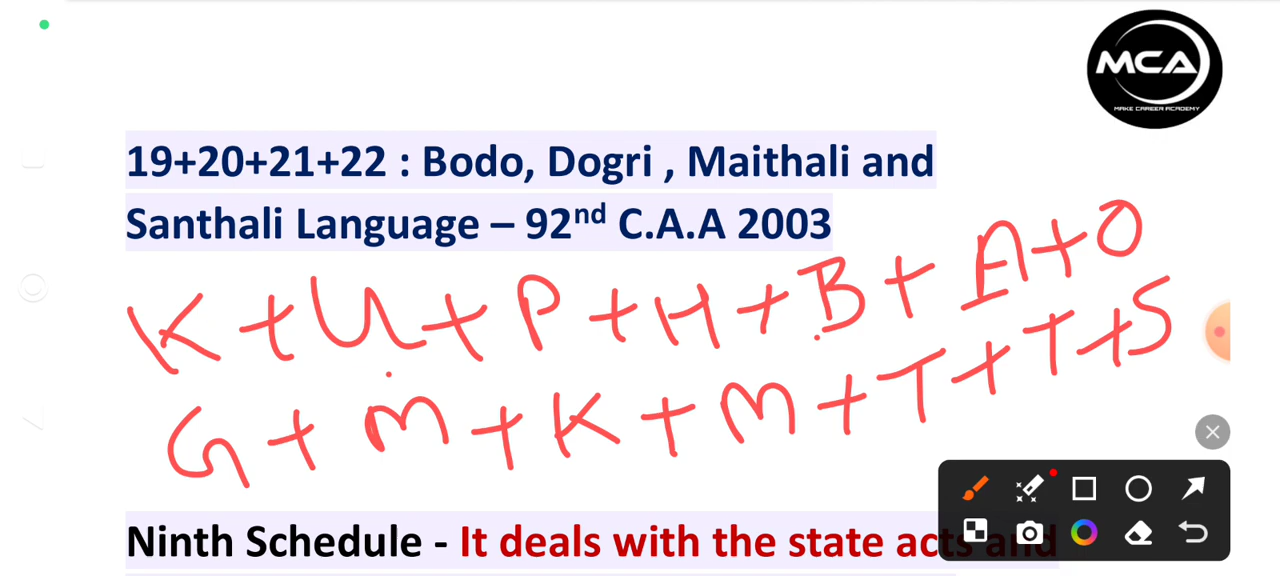 MCA
MAKE CAREER ACADEMY
19+20+21+22 : Bodo, Dogri , Maithali and
Santhali Language – 92nd C.A.A 2003
K+U+P+H+B+A+O
G+M+K+M+T+T+S
Ninth Schedule - It deals with the state acts and